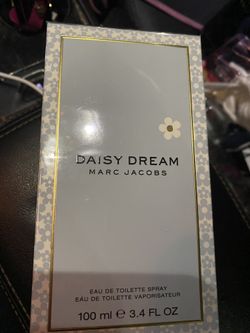 DAISY DREAM
MARC JACOBS
EAU DE TOILETTE SPRAY
EAU DE TOILETTE VAPORISATEUR
100 ml ℮ 3.4 FL OZ